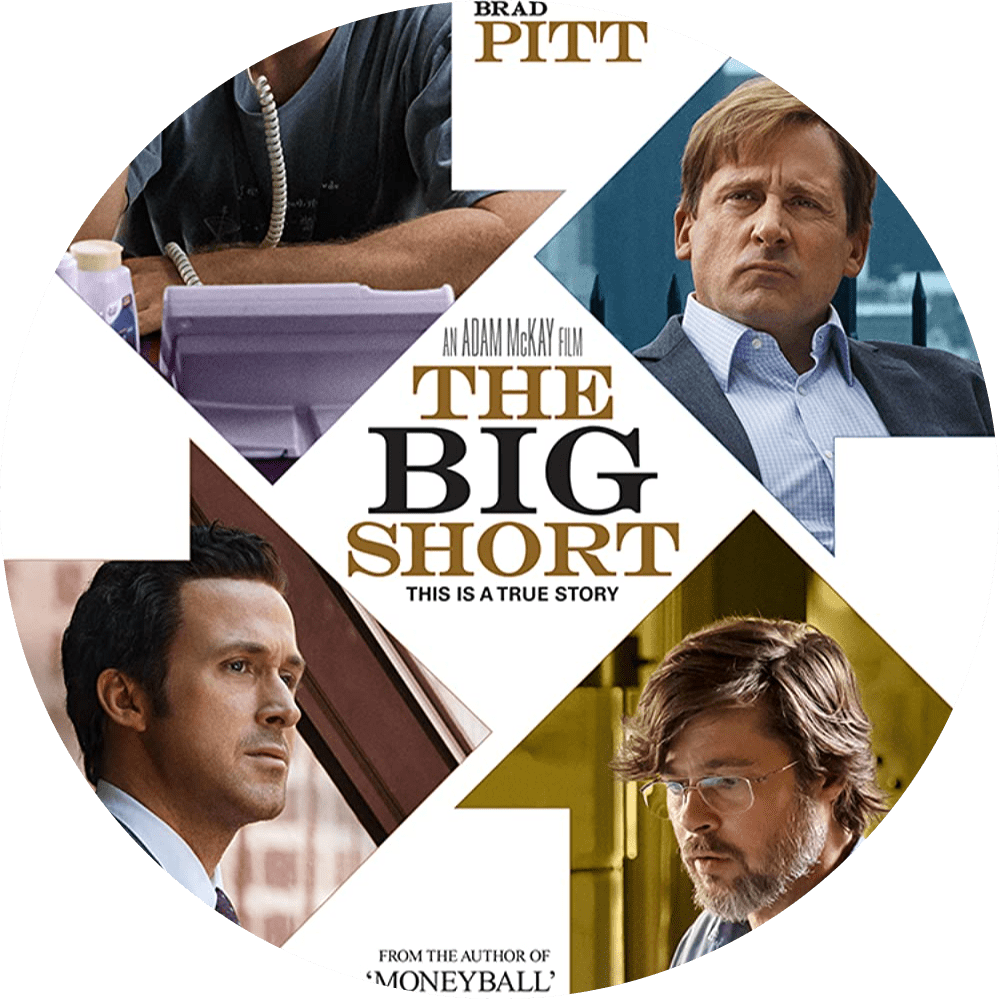 BRAD
PITT
AN ADAM McKAY FILM
THE
BIG
SHORT
THIS IS A TRUE STORY
FROM THE AUTHOR OF
‘MONEYBALL’